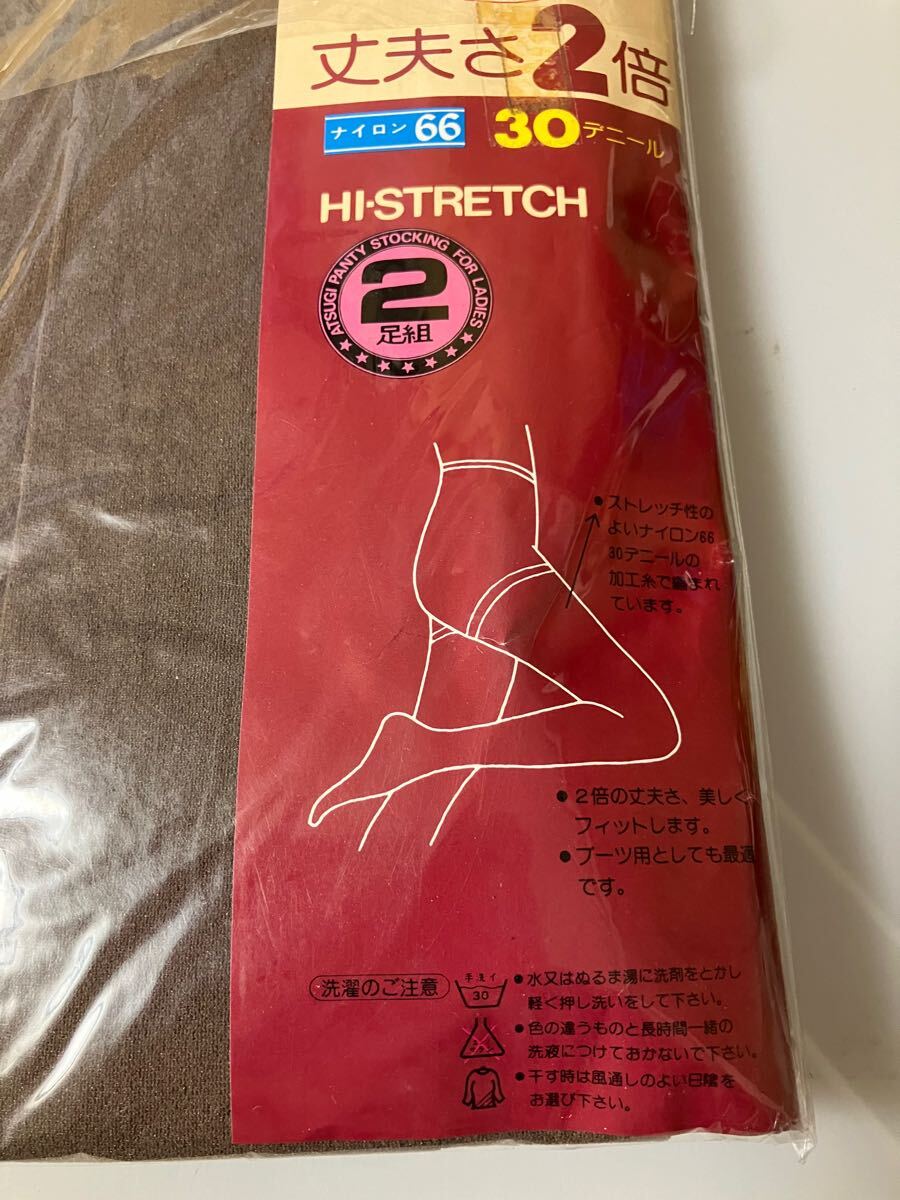 丈夫さ2倍
ナイロン66
30デニール
HI-STRETCH
ATSUGI PANTY STOCKING FOR LADIES
2
足組
●ストレッチ性の
よいナイロン66
30デニールの
加工糸で編まれ
ています。
●2倍の丈夫さ、美しく
フィットします。
●ブーツ用としても最適
です。
洗濯のご注意
手洗イ
30
●水又はぬるま湯に洗剤をとかし
軽く押し洗いをして下さい。
●色の違うものと長時間一緒の
洗液につけておかないで下さい。
●干す時は風通しのよい日陰を
お選び下さい。